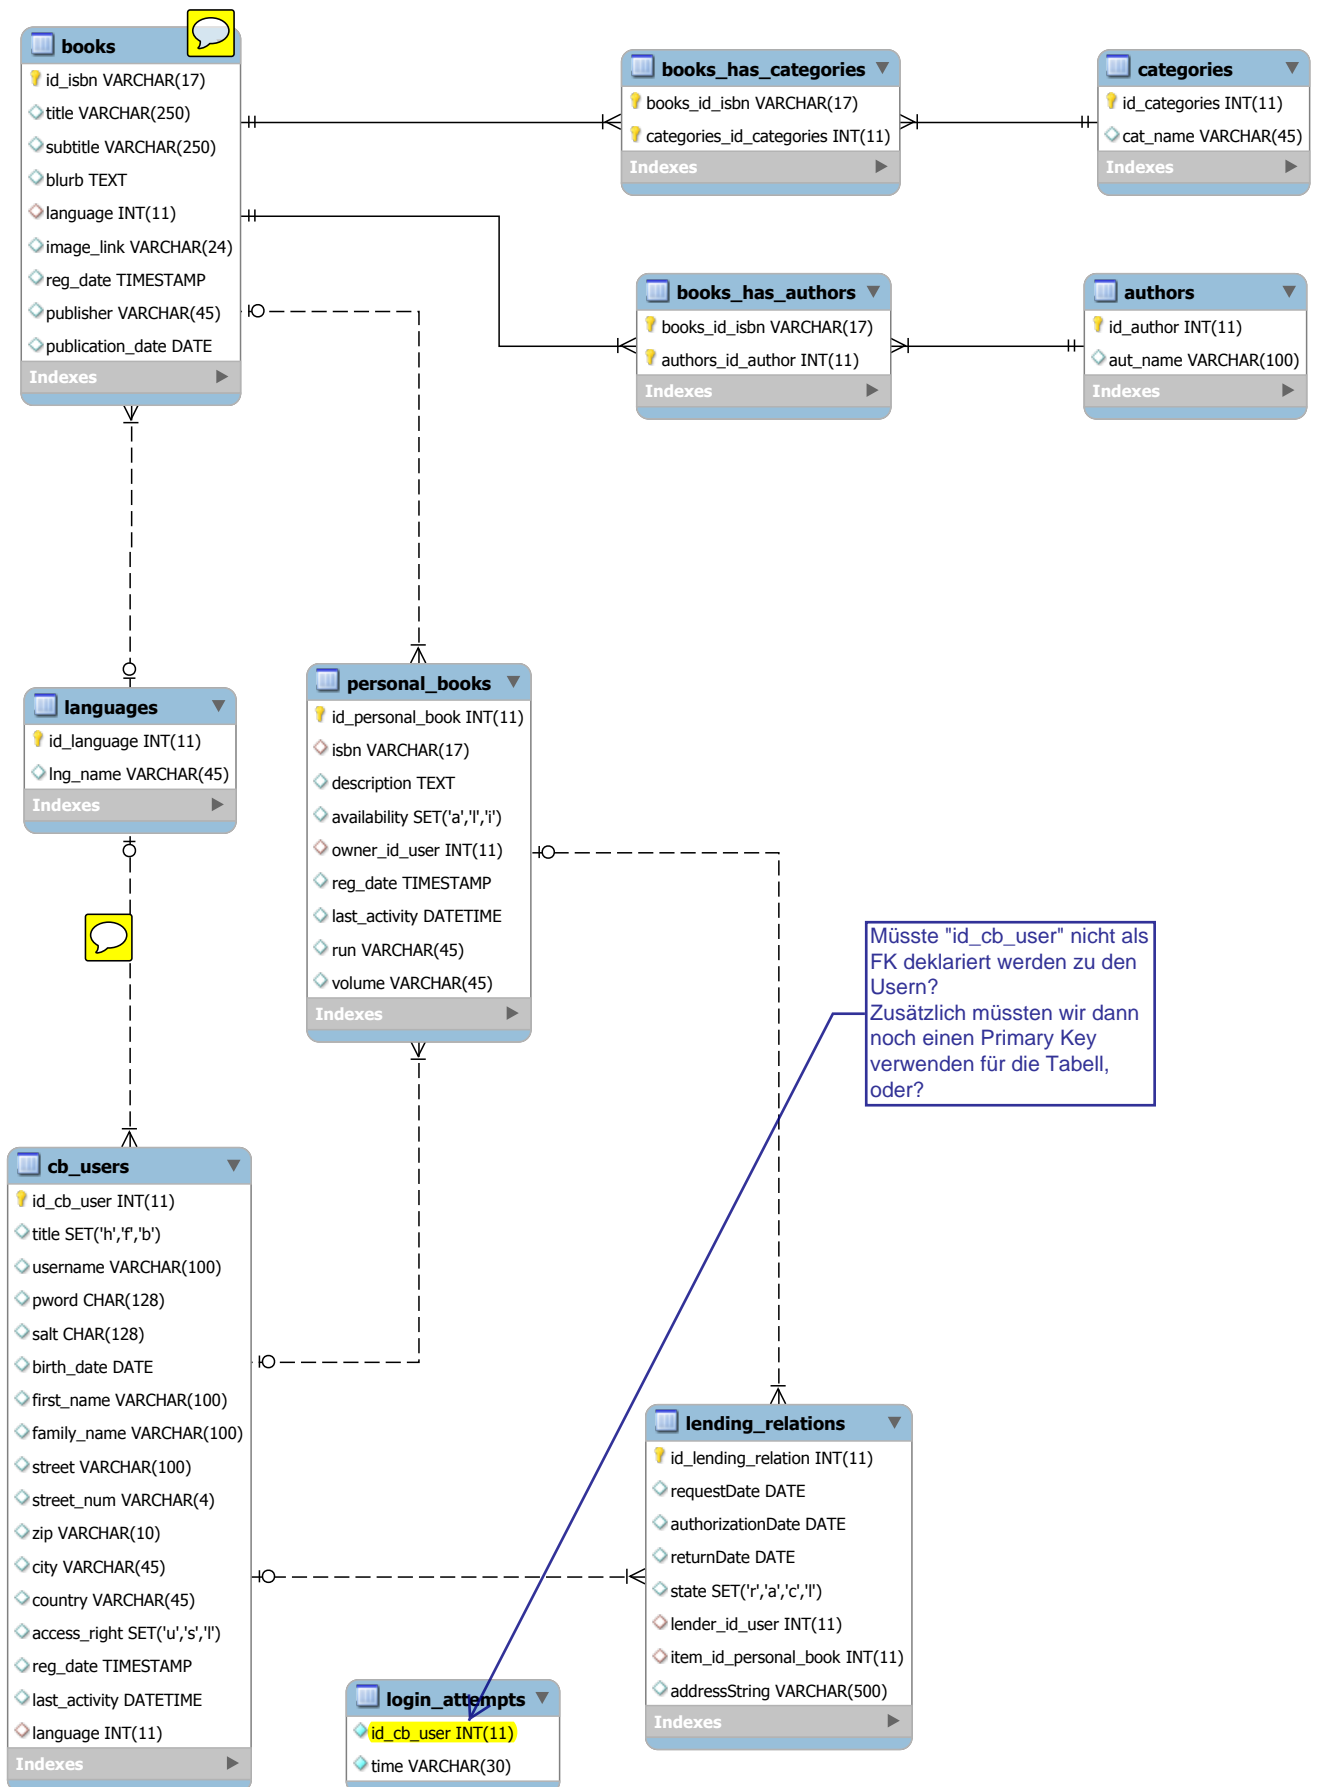 books
id_isbn VARCHAR(17)
title VARCHAR(250)
subtitle VARCHAR(250)
blurb TEXT
language INT(11)
image_link VARCHAR(24)
reg_date TIMESTAMP
publisher VARCHAR(45)
publication_date DATE
Indexes
books_has_categories
books_id_isbn VARCHAR(17)
categories_id_categories INT(11)
Indexes
categories
id_categories INT(11)
cat_name VARCHAR(45)
Indexes
books_has_authors
books_id_isbn VARCHAR(17)
authors_id_author INT(11)
Indexes
authors
id_author INT(11)
aut_name VARCHAR(100)
Indexes
languages
id_language INT(11)
lng_name VARCHAR(45)
Indexes
personal_books
id_personal_book INT(11)
isbn VARCHAR(17)
description TEXT
availability SET('a','l','i')
owner_id_user INT(11)
reg_date TIMESTAMP
last_activity DATETIME
run VARCHAR(45)
volume VARCHAR(45)
Indexes
Müsste "id_cb_user" nicht als
FK deklariert werden zu den
Usern?
Zusätzlich müssten wir dann
noch einen Primary Key
verwenden für die Tabell,
oder?
cb_users
id_cb_user INT(11)
title SET('h','f','b')
username VARCHAR(100)
pword CHAR(128)
salt CHAR(128)
birth_date DATE
first_name VARCHAR(100)
family_name VARCHAR(100)
street VARCHAR(100)
street_num VARCHAR(4)
zip VARCHAR(10)
city VARCHAR(45)
country VARCHAR(45)
access_right SET('u','s','l')
reg_date TIMESTAMP
last_activity DATETIME
language INT(11)
Indexes
lending_relations
id_lending_relation INT(11)
requestDate DATE
authorizationDate DATE
returnDate DATE
state SET('r','a','c','l')
lender_id_user INT(11)
item_id_personal_book INT(11)
addressString VARCHAR(500)
Indexes
login_attempts
id_cb_user INT(11)
time VARCHAR(30)